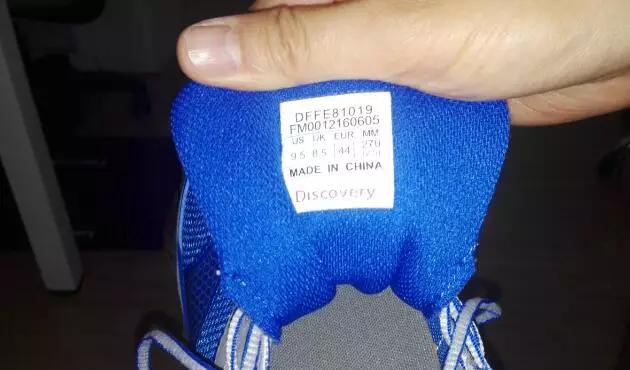 DFFE81019
FM0012160605
US UK EUR MM
9.5 8.5 44 270
MADE IN CHINA
Discovery